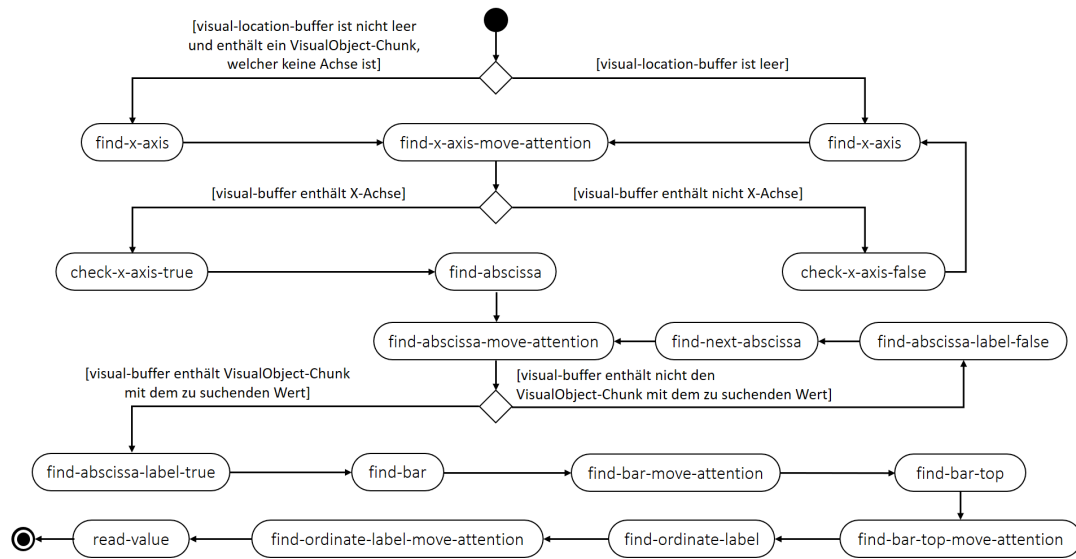 [visual-location-buffer ist nicht leer
und enthält ein VisualObject-Chunk,
welcher keine Achse ist]
[visual-location-buffer ist leer]
find-x-axis
find-x-axis-move-attention
find-x-axis
[visual-buffer enthält X-Achse]
[visual-buffer enthält nicht X-Achse]
check-x-axis-true
find-abscissa
check-x-axis-false
find-abscissa-move-attention
find-next-abscissa
find-abscissa-label-false
[visual-buffer enthält VisualObject-Chunk
mit dem zu suchenden Wert]
[visual-buffer enthält nicht den
VisualObject-Chunk mit dem zu suchenden Wert]
find-abscissa-label-true
find-bar
find-bar-move-attention
find-bar-top
read-value
find-ordinate-label-move-attention
find-ordinate-label
find-bar-top-move-attention